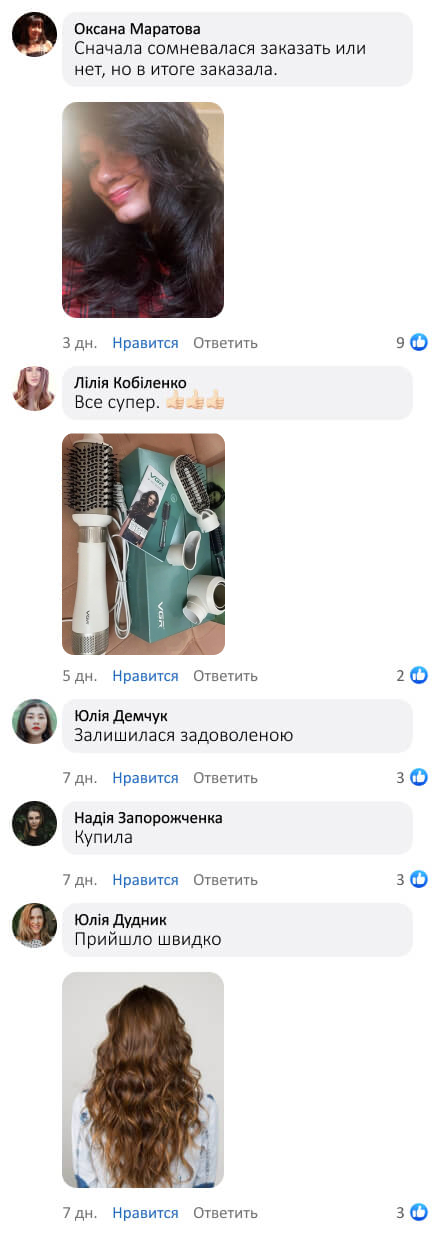 Оксана Маратова
Сначала сомневалася заказать или
нет, но в итоге заказала.
3 дн. Нравится Ответить 9
Лілія Кобіленко
Все супер. 👍🏻👍🏻👍🏻
VGR
VGR
VGR
5 дн. Нравится Ответить 2
Юлія Демчук
Залишилася задоволеною
7 дн. Нравится Ответить 3
Надія Запорожченка
Купила
7 дн. Нравится Ответить 3
Юлія Дудник
Прийшло швидко
7 дн. Нравится Ответить 3